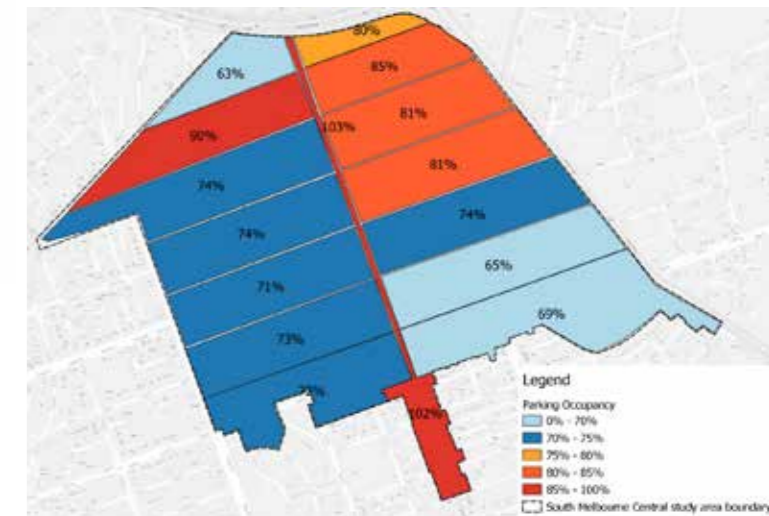 80%
63%
85%
103%
81%
90%
81%
74%
74%
74%
65%
71%
69%
73%
102%
Legend
Parking Occupancy
0% - 70%
70% - 75%
75% - 80%
80% - 85%
85% - 100%
South Melbourne Central study area boundary